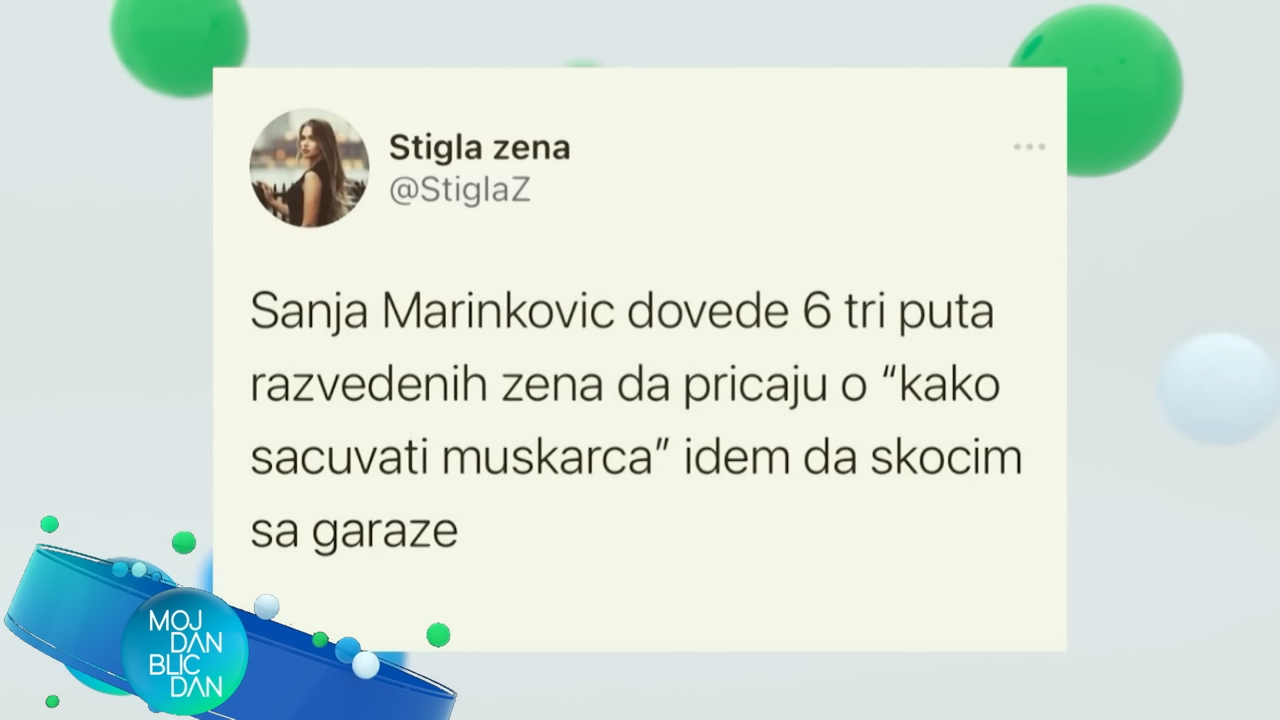 Stigla zena
@StiglaZ
Sanja Marinkovic dovede 6 tri puta
razvedenih zena da pricaju o “kako
sacuvati muskarca” idem da skocim
sa garaze
MOJ
DAN
BLIC
DAN